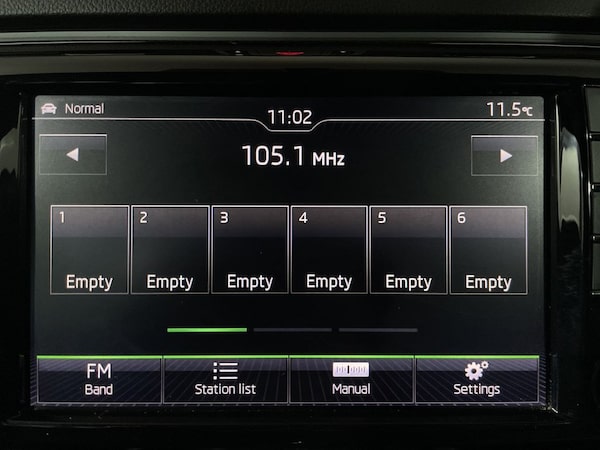 Normal
11:02
11.5°C
105.1 MHz
1 2 3 4 5 6
Empty Empty Empty Empty Empty Empty
FM Station list Manual Settings
Band